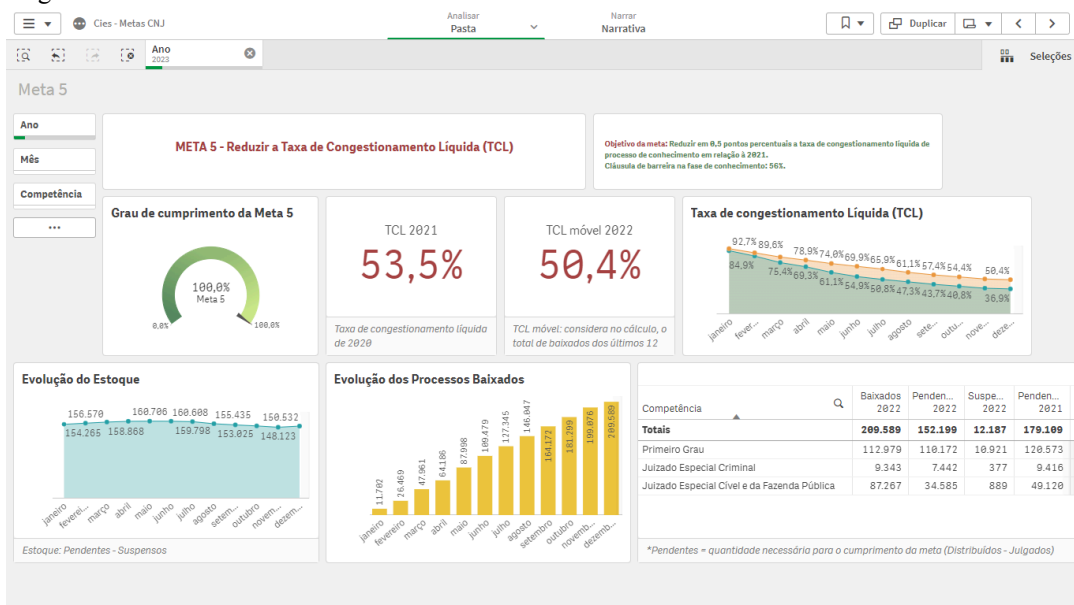 Cies - Metas CNJ
Analisar
Pasta
Narrar
Narrativa
Duplicar
Ano
2023
Seleções
Meta 5
Ano
Mês
Competência
...
META 5 - Reduzir a Taxa de Congestionamento Líquida (TCL)
Objetivo da meta: Reduzir em 0,5 pontos percentuais a taxa de congestionamento líquida de
processo de conhecimento em relação à 2021.
Cláusula de barreira na fase de conhecimento: 56%.
Grau de cumprimento da Meta 5
100,0%
Meta 5
0,0%
100,0%
TCL 2021
53,5%
Taxa de congestionamento líquida
de 2020
TCL móvel 2022
50,4%
TCL móvel: considera no cálculo, o
total de baixados dos últimos 12
Taxa de congestionamento Líquida (TCL)
92,7% 89,6% 78,9% 74,0% 69,9% 65,9% 61,1% 57,4% 54,4% 50,4%
84,9% 75,4% 69,3% 61,1% 54,9% 50,8% 47,3% 43,7% 40,8% 36,9%
janeiro fever... março abril maio junho julho agosto sete... outu... nove... deze...
Evolução do Estoque
156.570 160.706 160.608 155.435 150.532
154.265 158.868 159.798 153.025 148.123
janeiro feverei... março abril maio junho julho agosto setem... outubro novem... dezem...
Estoque: Pendentes - Suspensos
Evolução dos Processos Baixados
11.702 26.469 47.961 64.186 87.998 109.479 127.345 146.047 164.172 181.299 199.076 209.589
janeiro fevereiro março abril maio junho julho agosto setembro outubro novemb... dezemb...
Competência Baixados 2022 Penden... 2022 Suspe... 2022 Penden... 2021
Totais 209.589 152.199 12.187 179.109
Primeiro Grau 112.979 110.172 10.921 120.573
Juizado Especial Criminal 9.343 7.442 377 9.416
Juizado Especial Cível e da Fazenda Pública 87.267 34.585 889 49.120
*Pendentes = quantidade necessária para o cumprimento da meta (Distribuídos - Julgados)